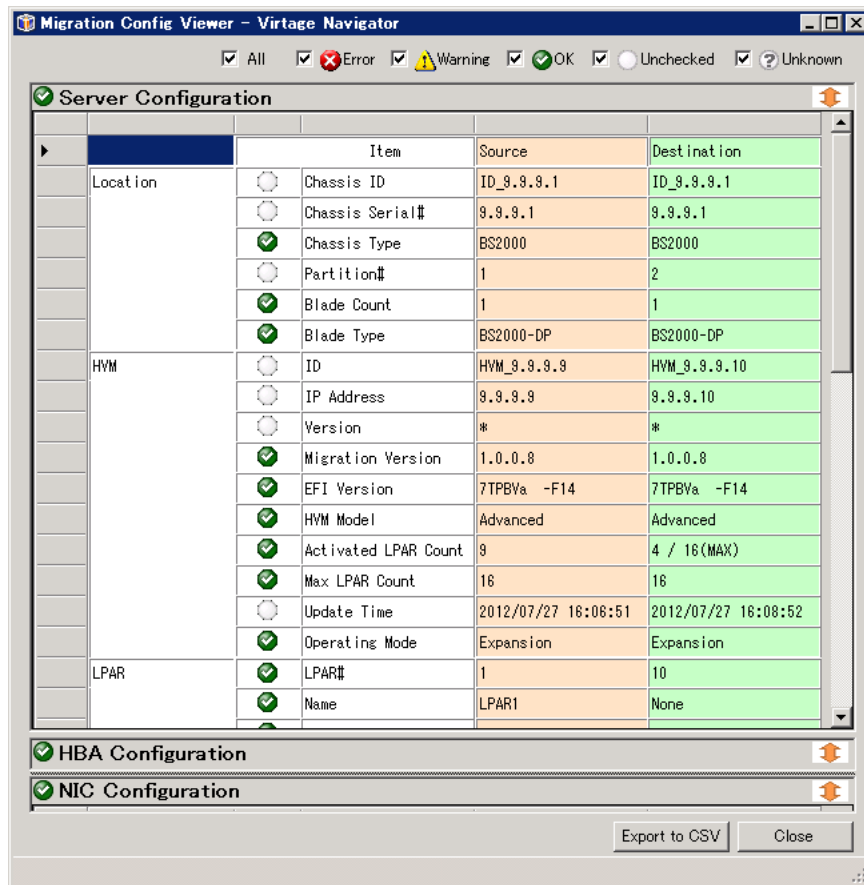 Migration Config Viewer - Virtage Navigator
All Error Warning OK Unchecked Unknown
Server Configuration
Item Source Destination
Location Chassis ID ID_9.9.9.1 ID_9.9.9.1
Chassis Serial# 9.9.9.1 9.9.9.1
Chassis Type BS2000 BS2000
Partition# 1 2
Blade Count 1 1
Blade Type BS2000-DP BS2000-DP
HVM ID HVM_9.9.9.9 HVM_9.9.9.10
IP Address 9.9.9.9 9.9.9.10
Version * *
Migration Version 1.0.0.8 1.0.0.8
EFI Version 7TPBVa -F14 7TPBVa -F14
HVM Model Advanced Advanced
Activated LPAR Count 9 4 / 16(MAX)
Max LPAR Count 16 16
Update Time 2012/07/27 16:06:51 2012/07/27 16:08:52
Operating Mode Expansion Expansion
LPAR LPAR# 1 10
Name LPAR1 None
HBA Configuration
NIC Configuration
Export to CSV Close